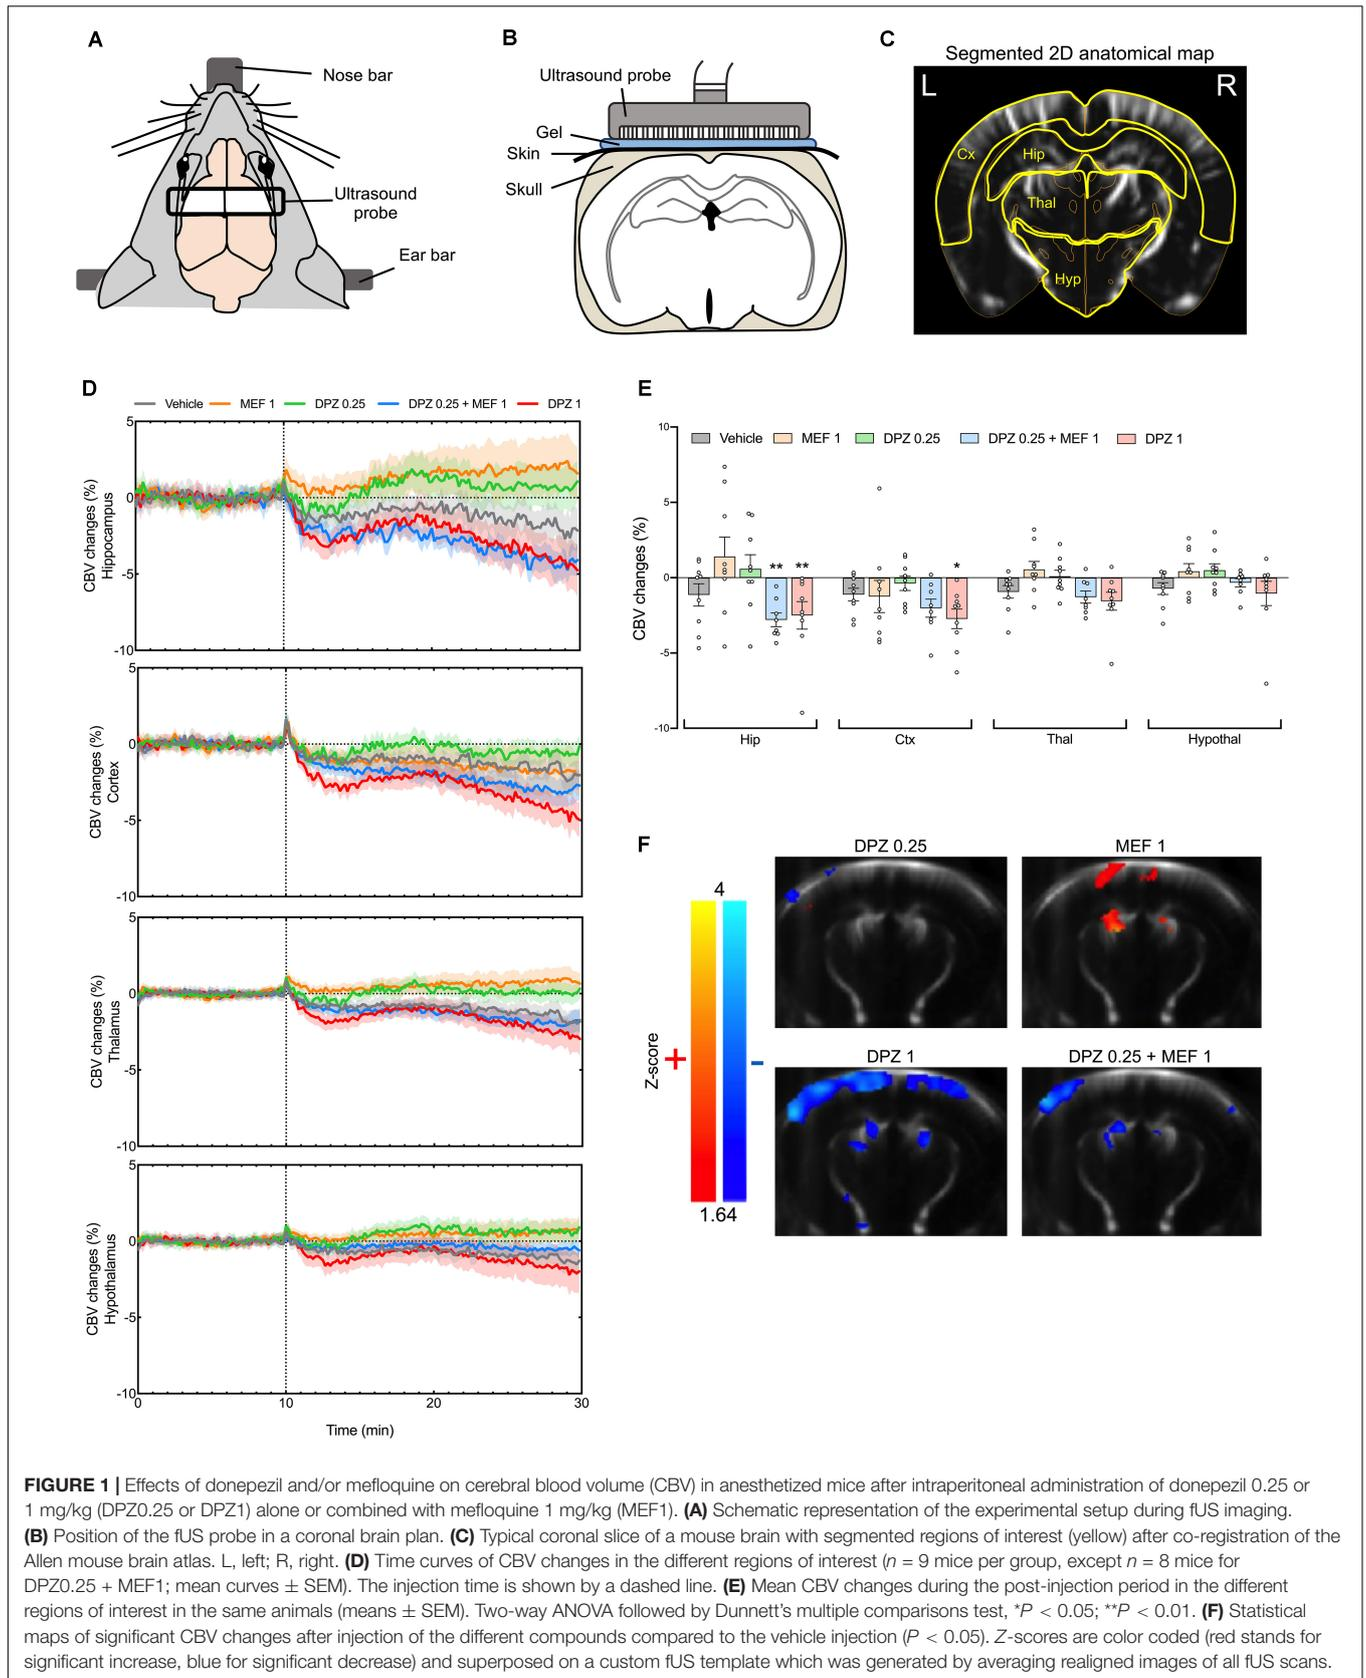 A
Nose bar
Ultrasound
probe
Ear bar
B
Ultrasound probe
Gel
Skin
Skull
C
Segmented 2D anatomical map
L R
Cx
Hip
Thal
Hyp
D
Vehicle MEF 1 DPZ 0.25 DPZ 0.25 + MEF 1 DPZ 1
5
0
-5
-10
CBV changes (%)
Hippocampus
5
0
-5
-10
CBV changes (%)
Cortex
5
0
-5
-10
CBV changes (%)
Thalamus
5
0
-5
-10
CBV changes (%)
Hypothalamus
0 10 20 30
Time (min)
E
Vehicle MEF 1 DPZ 0.25 DPZ 0.25 + MEF 1 DPZ 1
10
5
0
-5
-10
CBV changes (%)
** **
*
Hip Ctx Thal Hypothal
F
DPZ 0.25 MEF 1
4
Z-score
+ −
1.64
DPZ 1 DPZ 0.25 + MEF 1
FIGURE 1 | Effects of donepezil and/or mefloquine on cerebral blood volume (CBV) in anesthetized mice after intraperitoneal administration of donepezil 0.25 or
1 mg/kg (DPZ0.25 or DPZ1) alone or combined with mefloquine 1 mg/kg (MEF1). (A) Schematic representation of the experimental setup during fUS imaging.
(B) Position of the fUS probe in a coronal brain plan. (C) Typical coronal slice of a mouse brain with segmented regions of interest (yellow) after co-registration of the
Allen mouse brain atlas. L, left; R, right. (D) Time curves of CBV changes in the different regions of interest (n = 9 mice per group, except n = 8 mice for
DPZ0.25 + MEF1; mean curves ± SEM). The injection time is shown by a dashed line. (E) Mean CBV changes during the post-injection period in the different
regions of interest in the same animals (means ± SEM). Two-way ANOVA followed by Dunnett's multiple comparisons test, *P < 0.05; **P < 0.01. (F) Statistical
maps of significant CBV changes after injection of the different compounds compared to the vehicle injection (P < 0.05). Z-scores are color coded (red stands for
significant increase, blue for significant decrease) and superposed on a custom fUS template which was generated by averaging realigned images of all fUS scans.